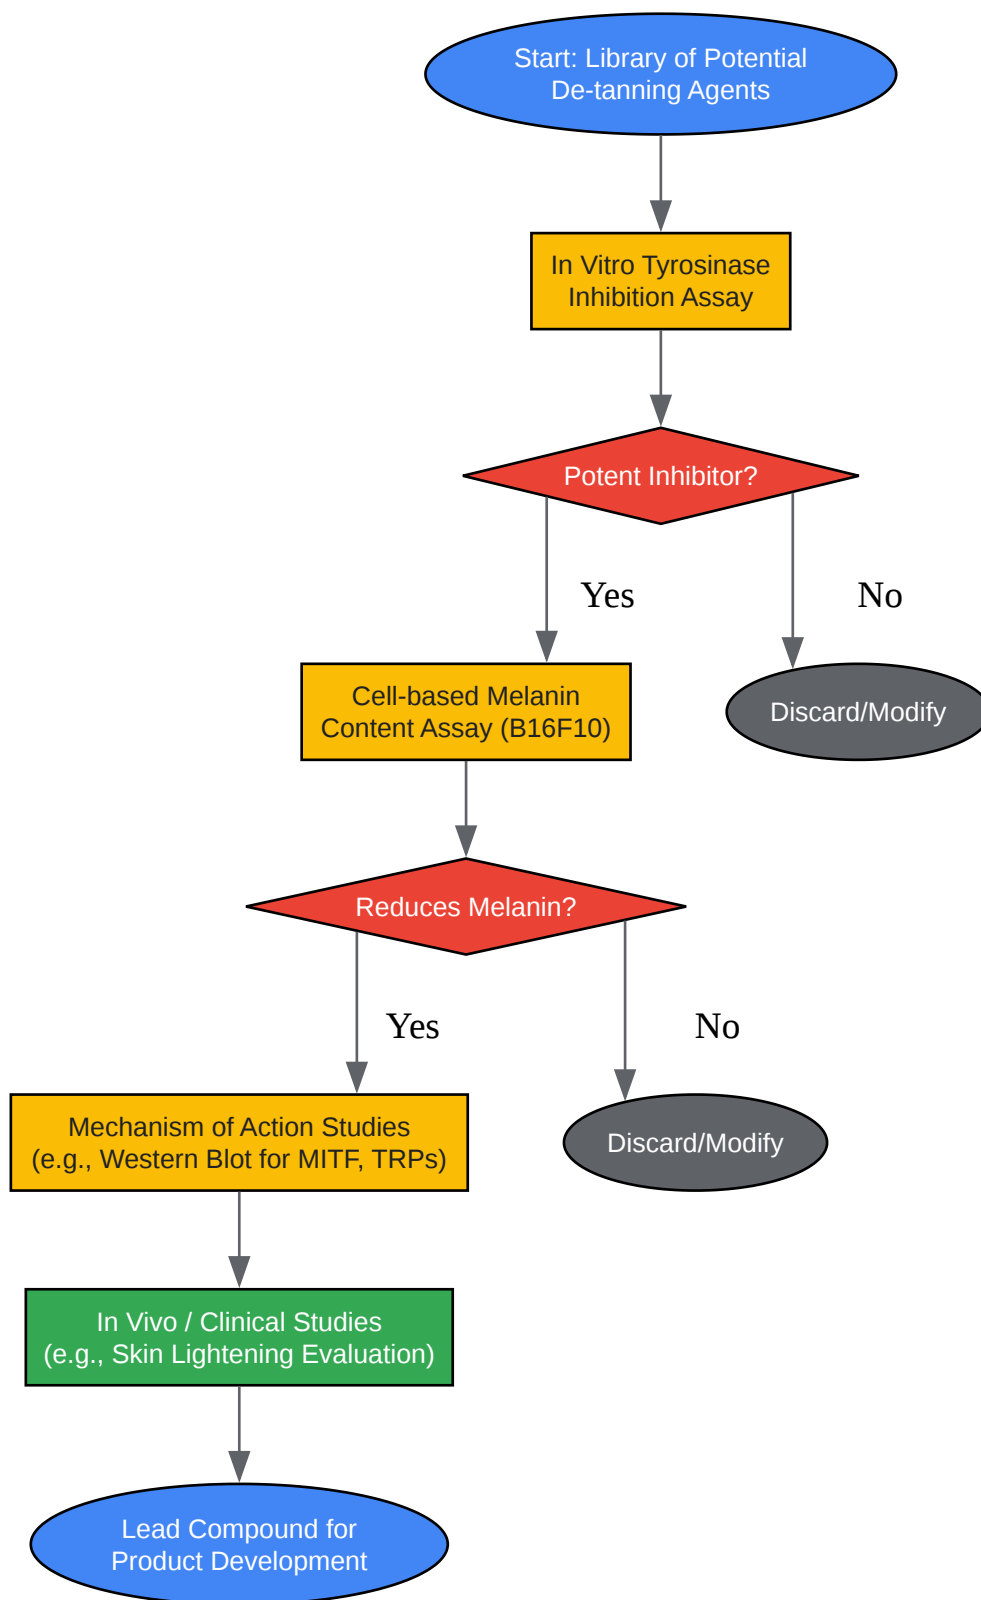 Start: Library of Potential
De-tanning Agents
In Vitro Tyrosinase
Inhibition Assay
Potent Inhibitor?
Yes
No
Cell-based Melanin
Content Assay (B16F10)
Discard/Modify
Reduces Melanin?
Yes
No
Mechanism of Action Studies
(e.g., Western Blot for MITF, TRPs)
Discard/Modify
In Vivo / Clinical Studies
(e.g., Skin Lightening Evaluation)
Lead Compound for
Product Development